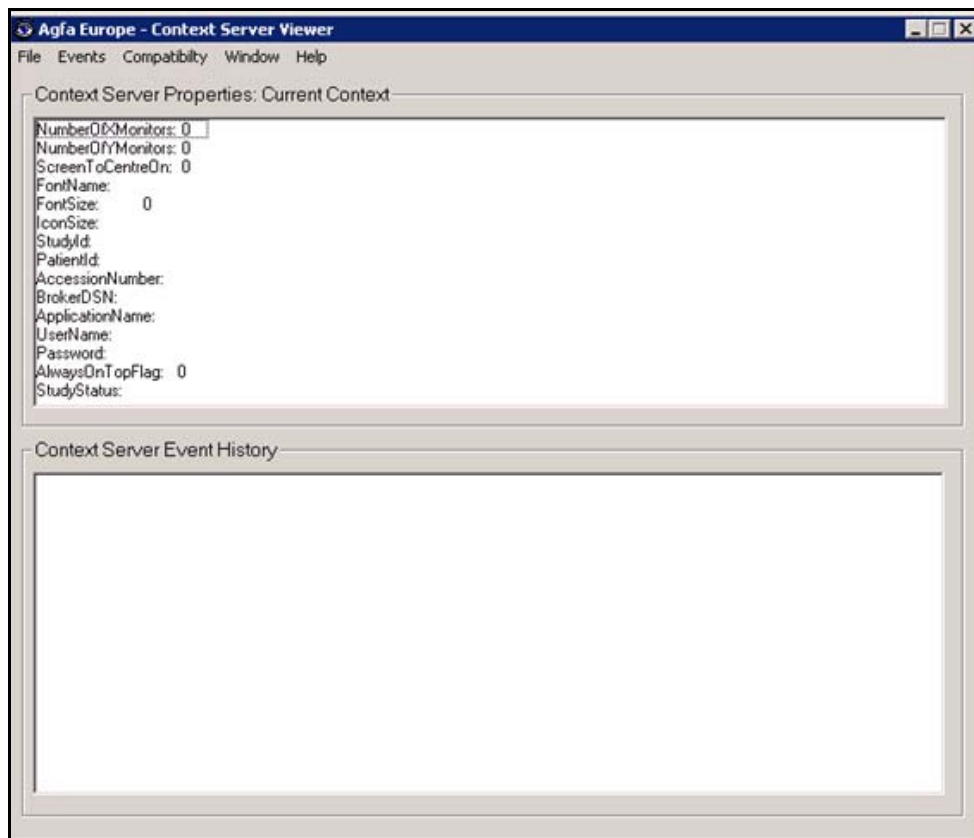 Agfa Europe - Context Server Viewer
File Events Compatibilty Window Help
Context Server Properties: Current Context
NumberOfXMonitors: 0
NumberOfYMonitors: 0
ScreenToCentreOn: 0
FontName:
FontSize: 0
IconSize:
StudyId:
PatientId:
AccessionNumber:
BrokerDSN:
ApplicationName:
UserName:
Password:
AlwaysOnTopFlag: 0
StudyStatus:
Context Server Event History